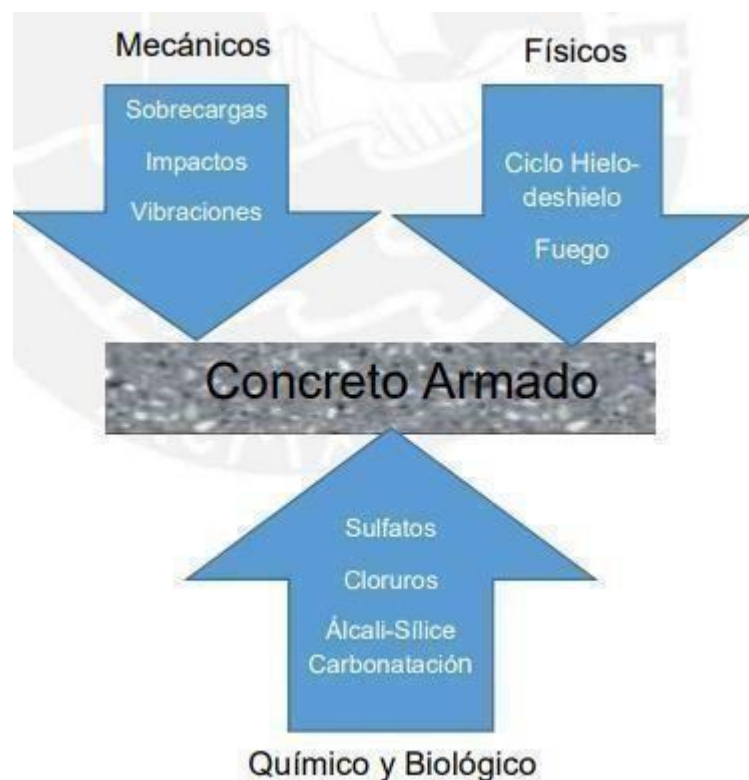 Mecánicos
Físicos
Sobrecargas
Impactos
Vibraciones
Ciclo Hielo-
deshielo
Fuego
Concreto Armado
Sulfatos
Cloruros
Álcali-Sílice
Carbonatación
Químico y Biológico